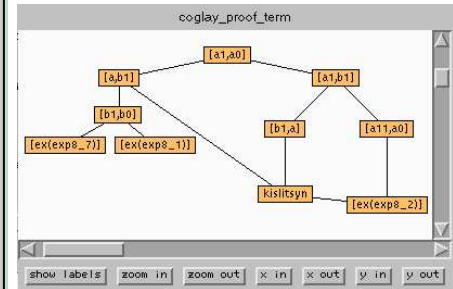 coglay_proof_term
[a1,a0]
[a,b1]
[a1,b1]
[b1,b0]
[b1,a]
[a11,a0]
[ex(exp8_7)]
[ex(exp8_1)]
kislitsyn
[ex(exp8_2)]
show labels
zoom in
zoom out
x in
x out
y in
y out